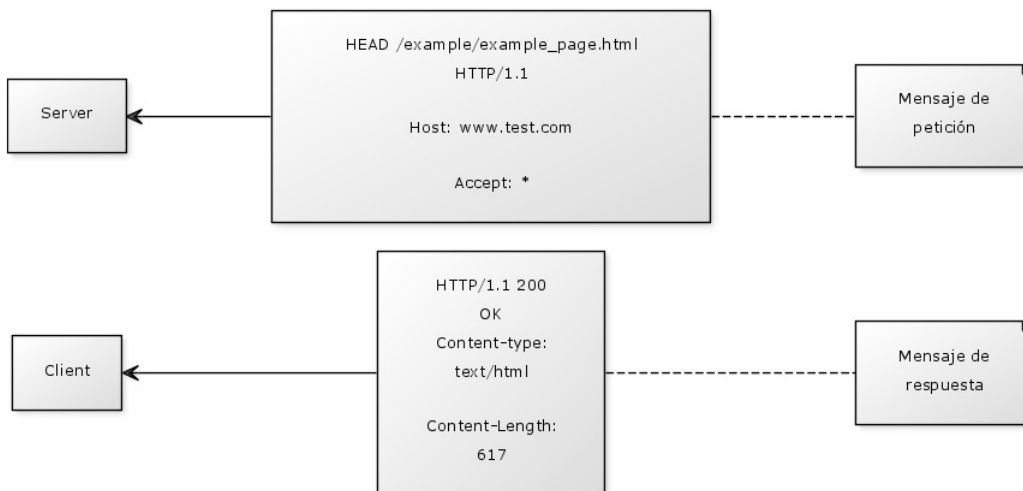 Server
HEAD /example/example_page.html
HTTP/1.1
Host: www.test.com
Accept: *
Mensaje de
petición
Client
HTTP/1.1 200
OK
Content-type:
text/html
Content-Length:
617
Mensaje de
respuesta